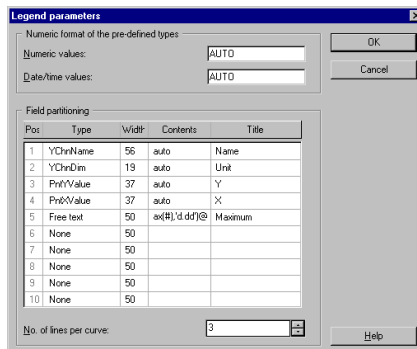 Legend parameters
Numeric format of the pre-defined types
Numeric values: AUTO
Date/time values: AUTO
OK
Cancel
Field partitioning
Pos Type Width Contents Title
1 YChnName 56 auto Name
2 YChnDim 19 auto Unit
3 PntYValue 37 auto Y
4 PntXValue 37 auto X
5 Free text 50 ax(#),'d.dd')@ Maximum
6 None 50
7 None 50
8 None 50
9 None 50
10 None 50
No. of lines per curve: 3
Help